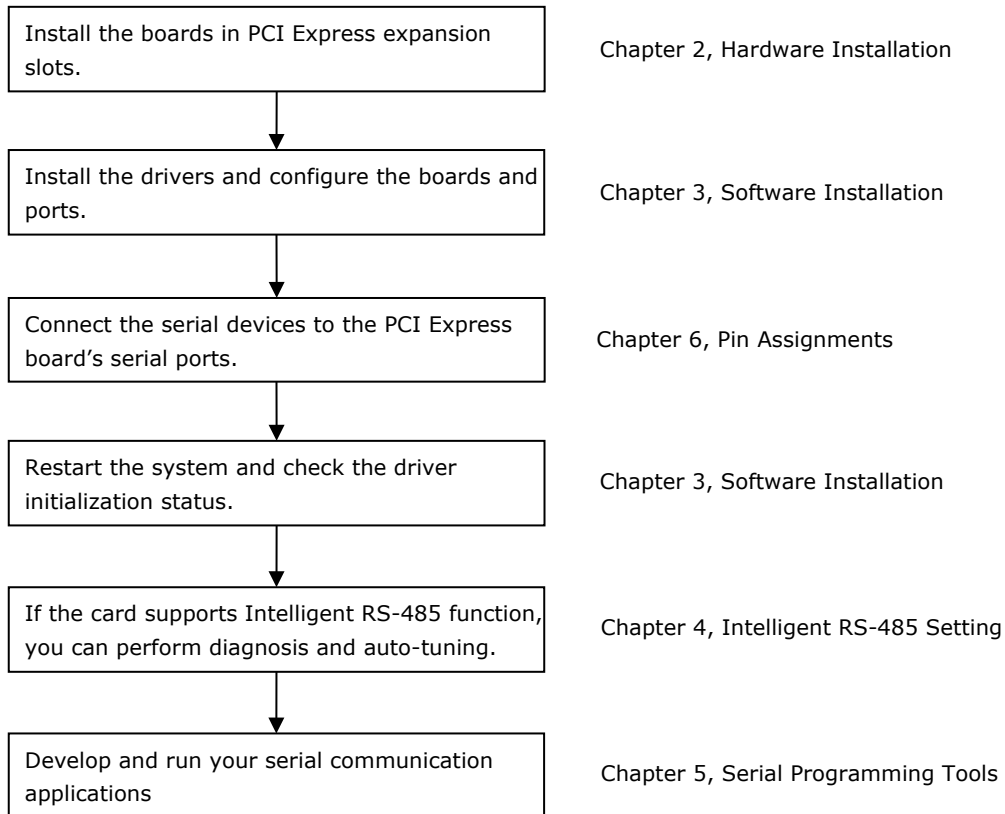 Install the boards in PCI Express expansion
slots.
Chapter 2, Hardware Installation
Install the drivers and configure the boards and
ports.
Chapter 3, Software Installation
Connect the serial devices to the PCI Express
board’s serial ports.
Chapter 6, Pin Assignments
Restart the system and check the driver
initialization status.
Chapter 3, Software Installation
If the card supports Intelligent RS-485 function,
you can perform diagnosis and auto-tuning.
Chapter 4, Intelligent RS-485 Setting
Develop and run your serial communication
applications
Chapter 5, Serial Programming Tools